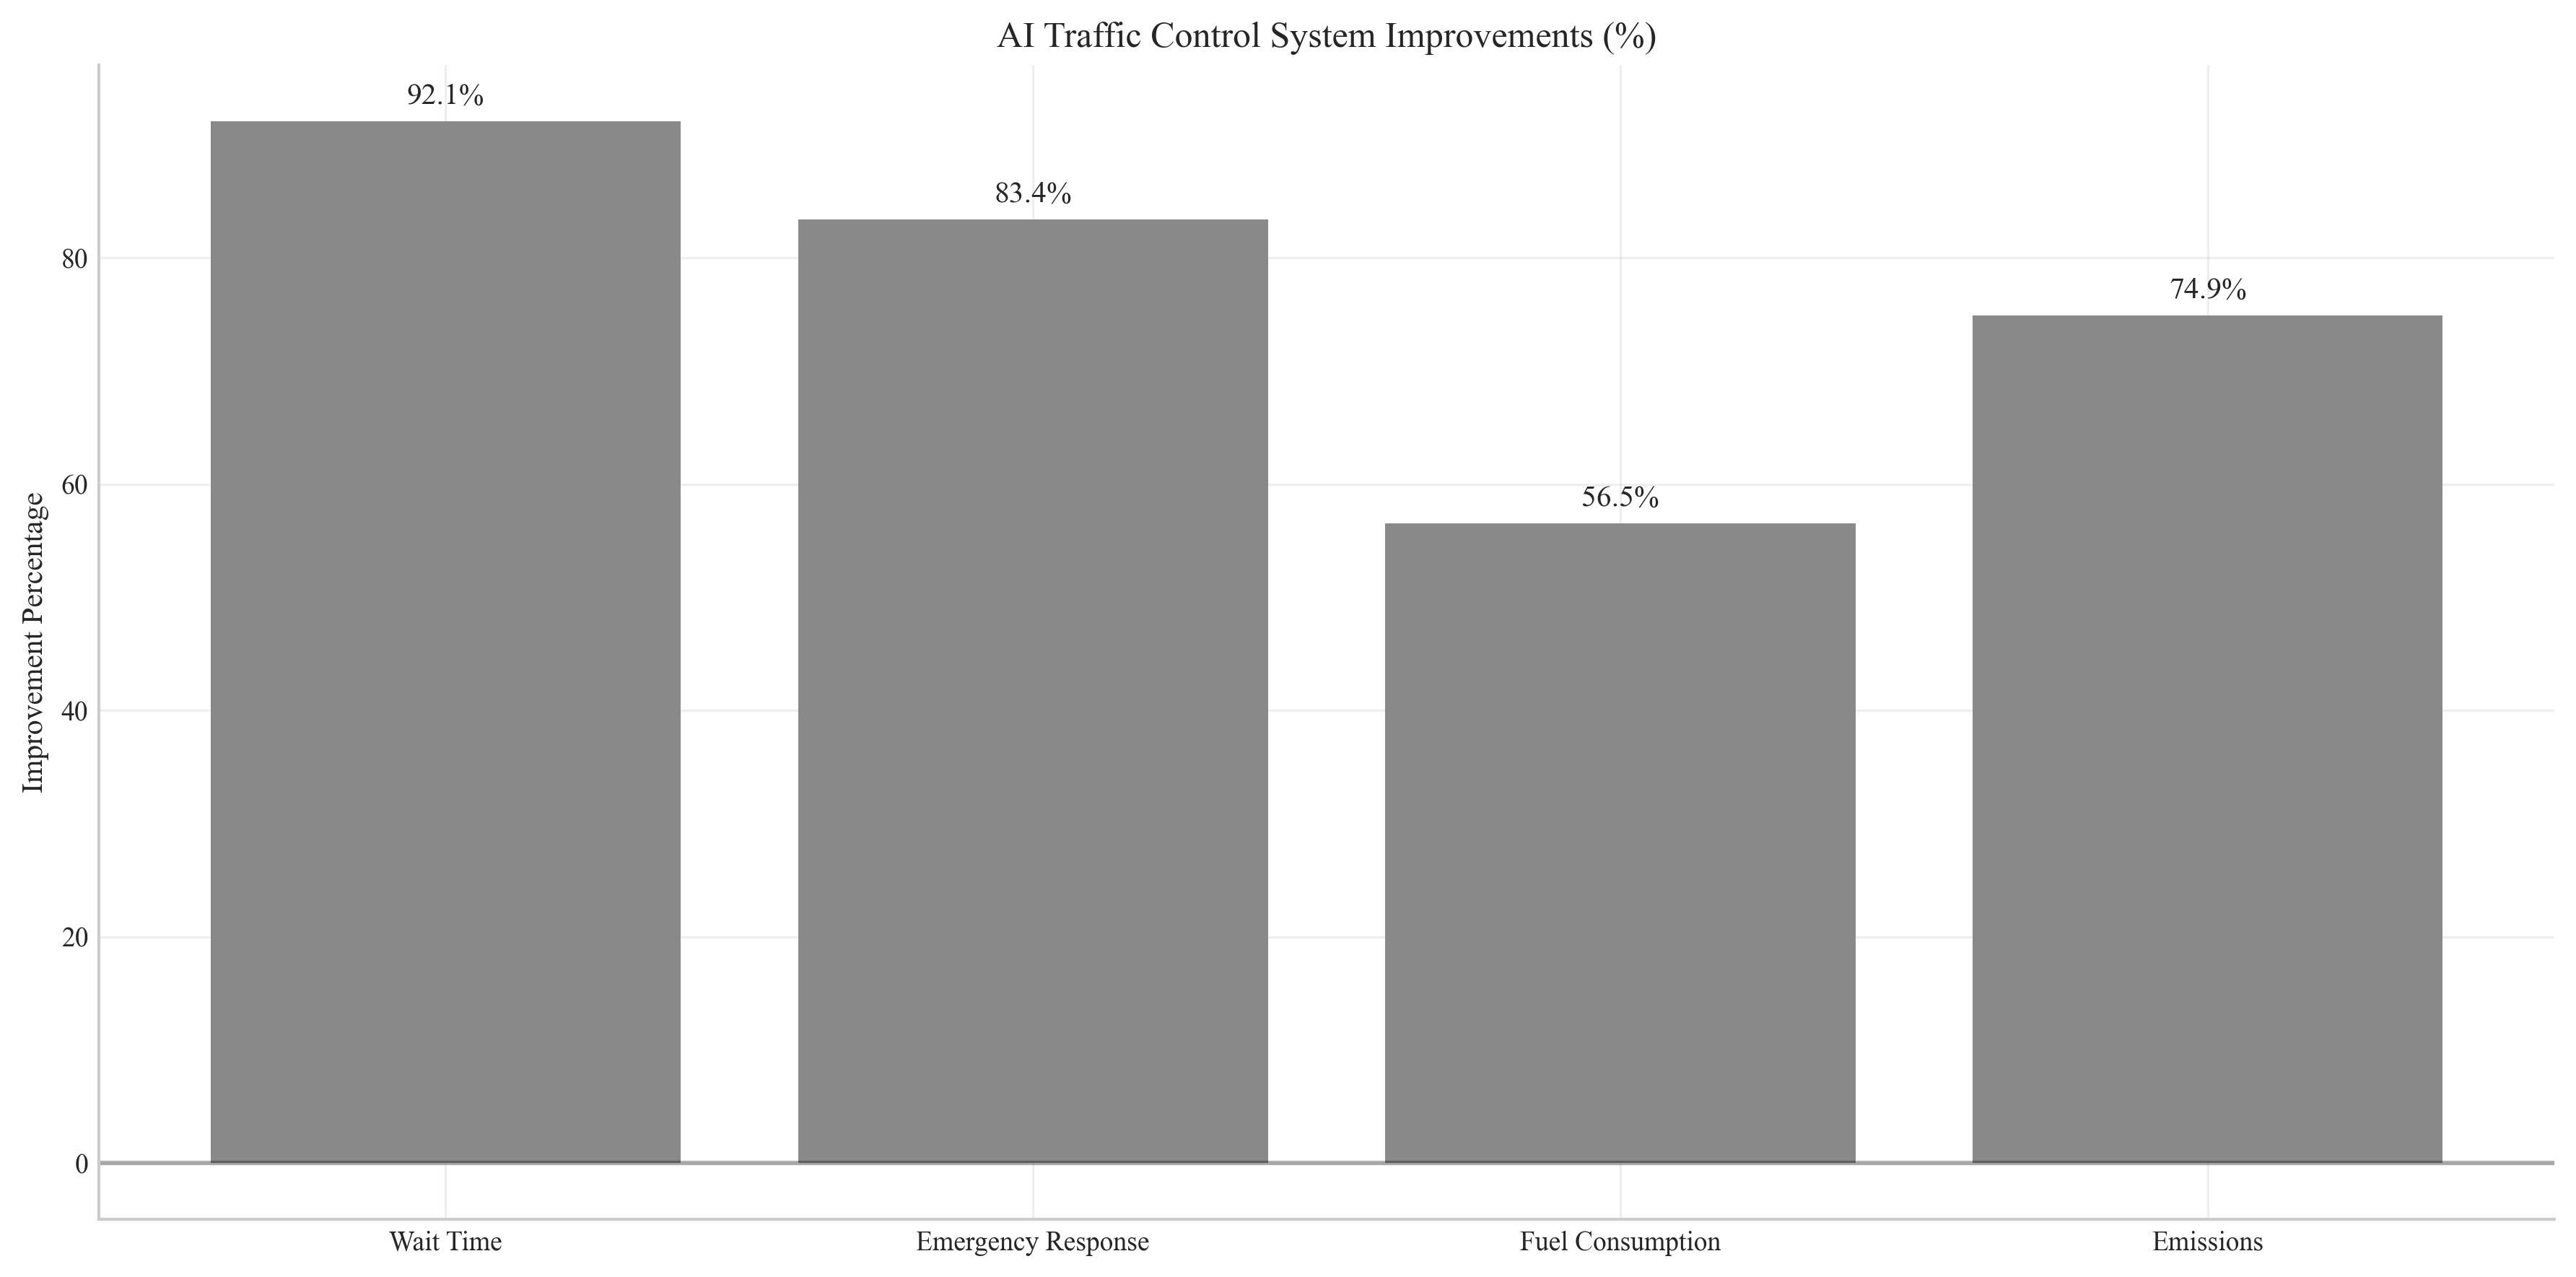 AI Traffic Control System Improvements (%)
92.1%
83.4%
56.5%
74.9%
80
60
40
20
0
Improvement Percentage
Wait Time
Emergency Response
Fuel Consumption
Emissions